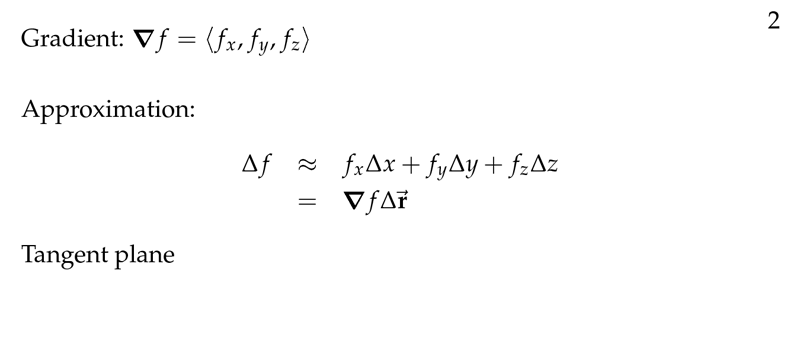 2
Gradient: ∇f = ⟨f_x, f_y, f_z⟩
Approximation:
Δf ≈ f_xΔx + f_yΔy + f_zΔz
= ∇fΔr⃗
Tangent plane